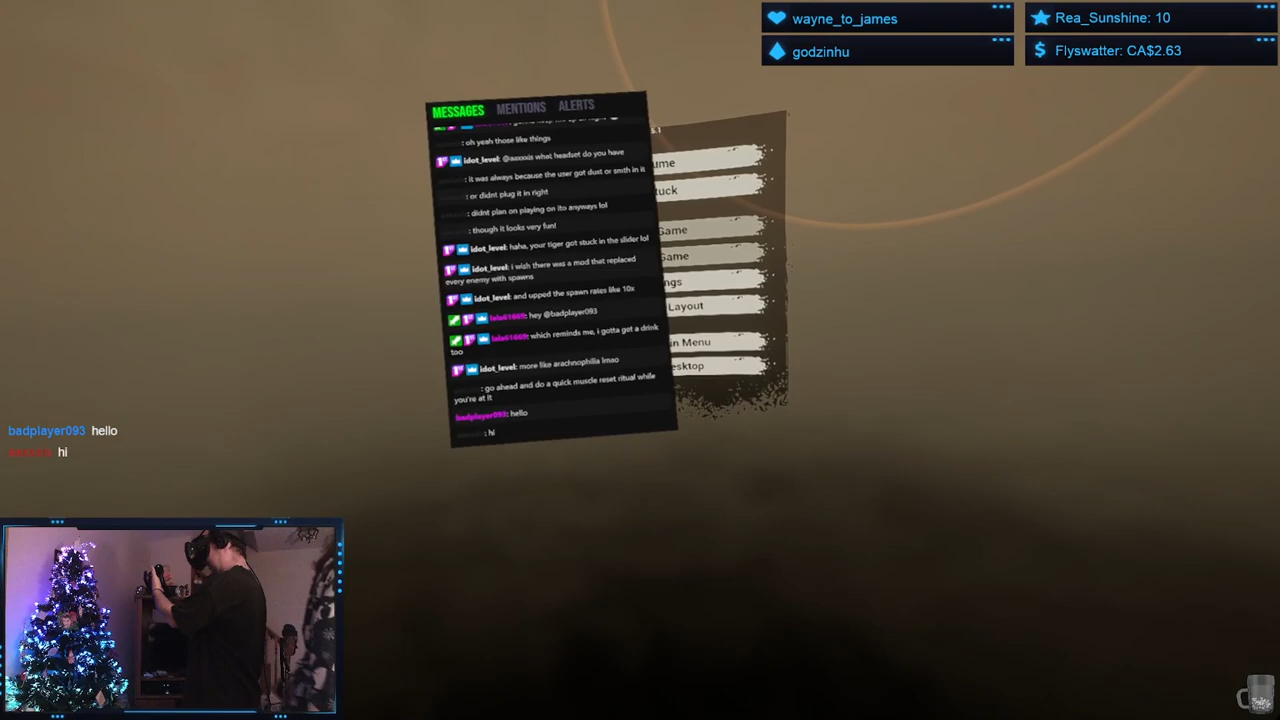 wayne_to_james
Rea_Sunshine: 10
godzinhu
Flyswatter: CA$2.63
MESSAGES MENTIONS ALERTS
: oh yeah those like things
idot_level: what headset do you have
: it was always because the user got dust or smth in it
: or didnt plug it in right
: didnt plan on playing on ito anyways lol
: though it looks very fun!
idot_level: haha, your tiger got stuck in the slider lol
idot_level: i wish there was a mod that replaced
every enemy with spawns
idot_level: and upped the spawn rates like 10x
lala61669: hey @badplayer093
lala61669: which reminds me, i gotta get a drink
too
idot_level: more like arachnophilia lmao
: go ahead and do a quick muscle reset ritual while
you're at it
badplayer093: hello
: hi
ume
tuck
Game
Game
ngs
Layout
in Menu
esktop
badplayer093 hello
hi